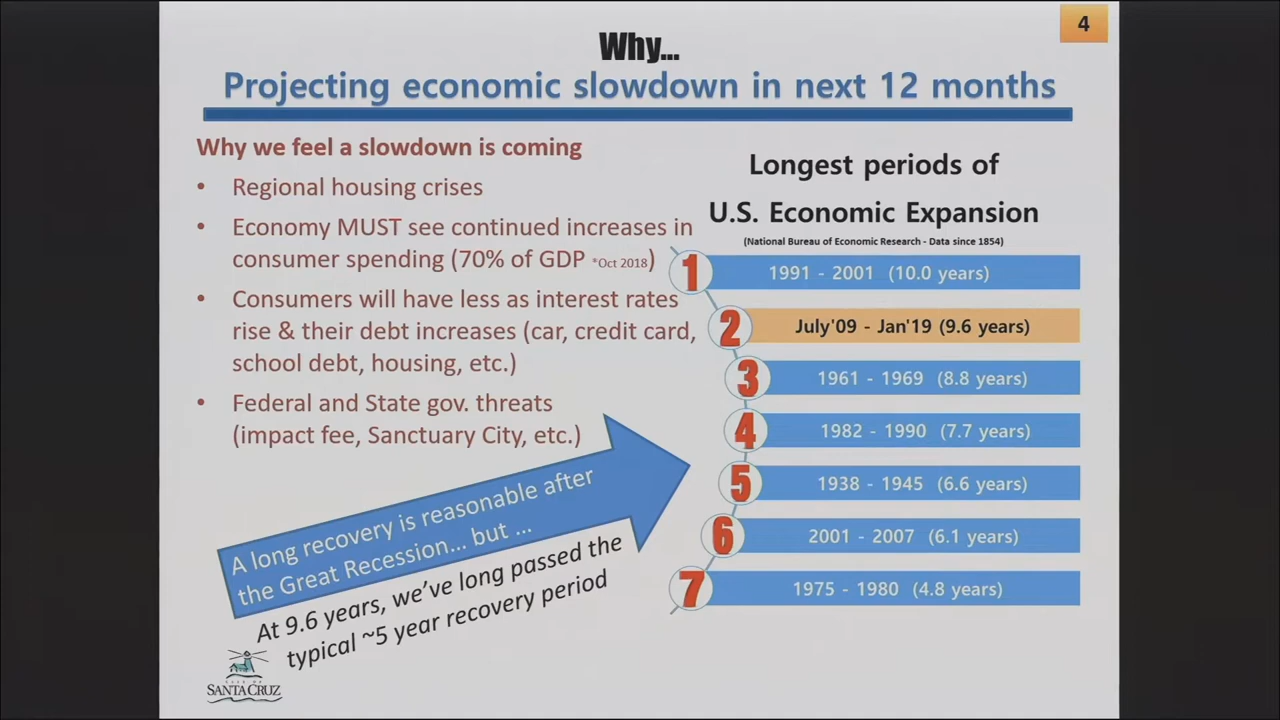 4
Why...
Projecting economic slowdown in next 12 months
Why we feel a slowdown is coming
• Regional housing crises
• Economy MUST see continued increases in
consumer spending (70% of GDP *Oct 2018)
• Consumers will have less as interest rates
rise & their debt increases (car, credit card,
school debt, housing, etc.)
• Federal and State gov. threats
(impact fee, Sanctuary City, etc.)
A long recovery is reasonable after
the Great Recession... but ...
At 9.6 years, we've long passed the
typical ~5 year recovery period
Longest periods of
U.S. Economic Expansion
(National Bureau of Economic Research - Data since 1854)
1 1991 - 2001 (10.0 years)
2 July'09 - Jan'19 (9.6 years)
3 1961 - 1969 (8.8 years)
4 1982 - 1990 (7.7 years)
5 1938 - 1945 (6.6 years)
6 2001 - 2007 (6.1 years)
7 1975 - 1980 (4.8 years)
CITY OF
SANTA CRUZ